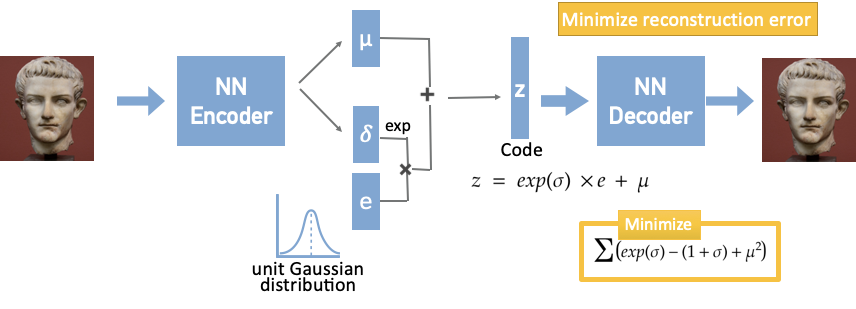 Minimize reconstruction error
μ
NN
Encoder
+
z
NN
Decoder
δ
exp
×
e
Code
z = exp(σ) × e + μ
unit Gaussian
distribution
Minimize
∑(exp(σ) − (1 + σ) + μ²)